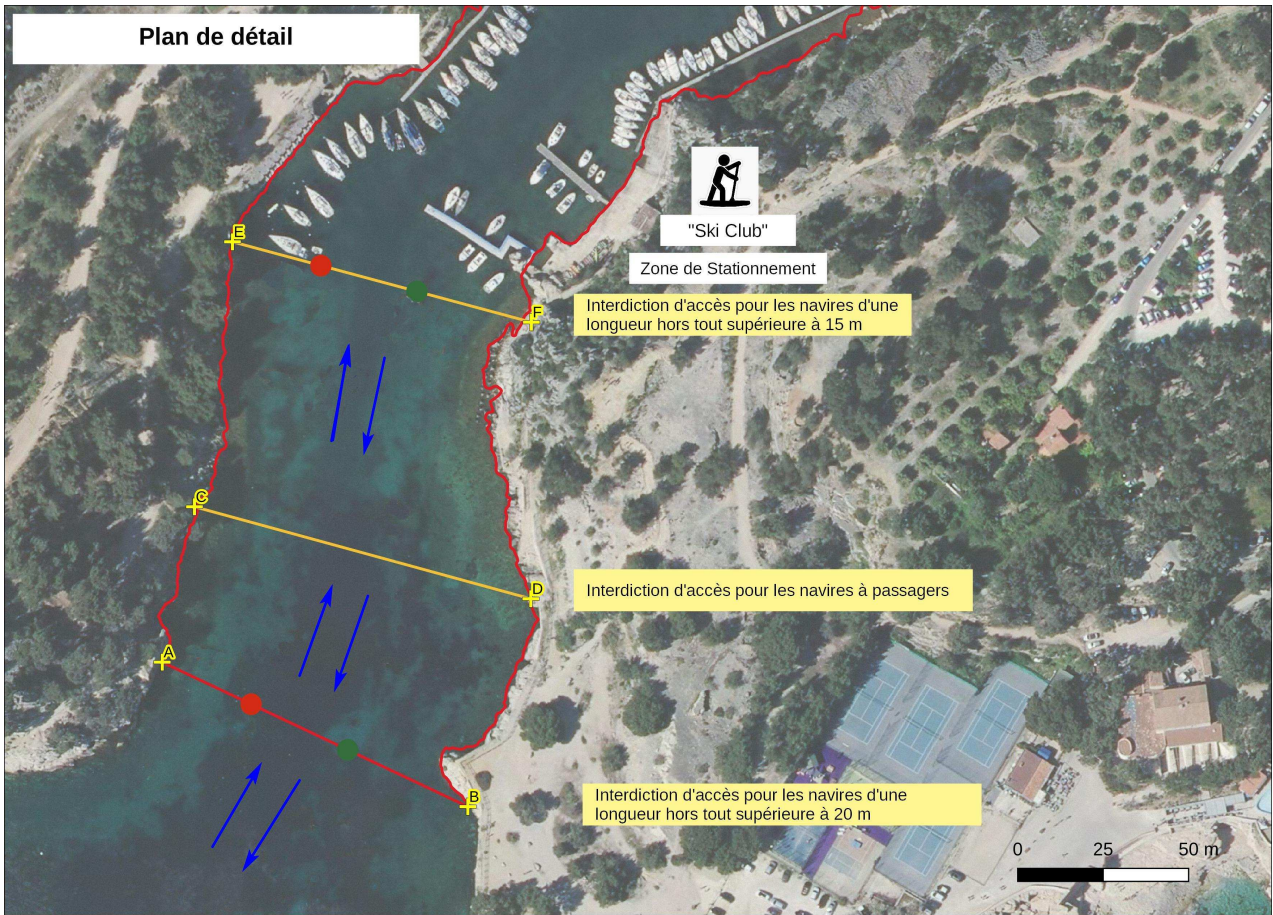 Plan de détail
E
"Ski Club"
Zone de Stationnement
F
Interdiction d'accès pour les navires d'une
longueur hors tout supérieure à 15 m
C
D
Interdiction d'accès pour les navires à passagers
A
B
Interdiction d'accès pour les navires d'une
longueur hors tout supérieure à 20 m
0 25 50 m